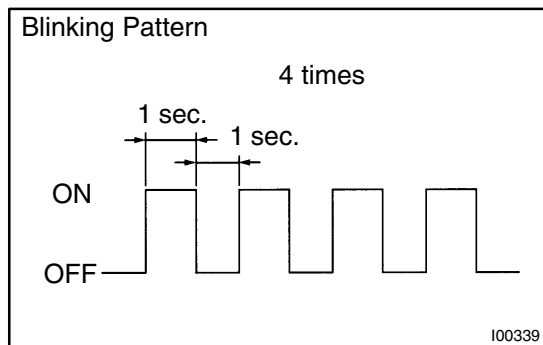 Blinking Pattern
4 times
1 sec.
1 sec.
ON
OFF
I00339